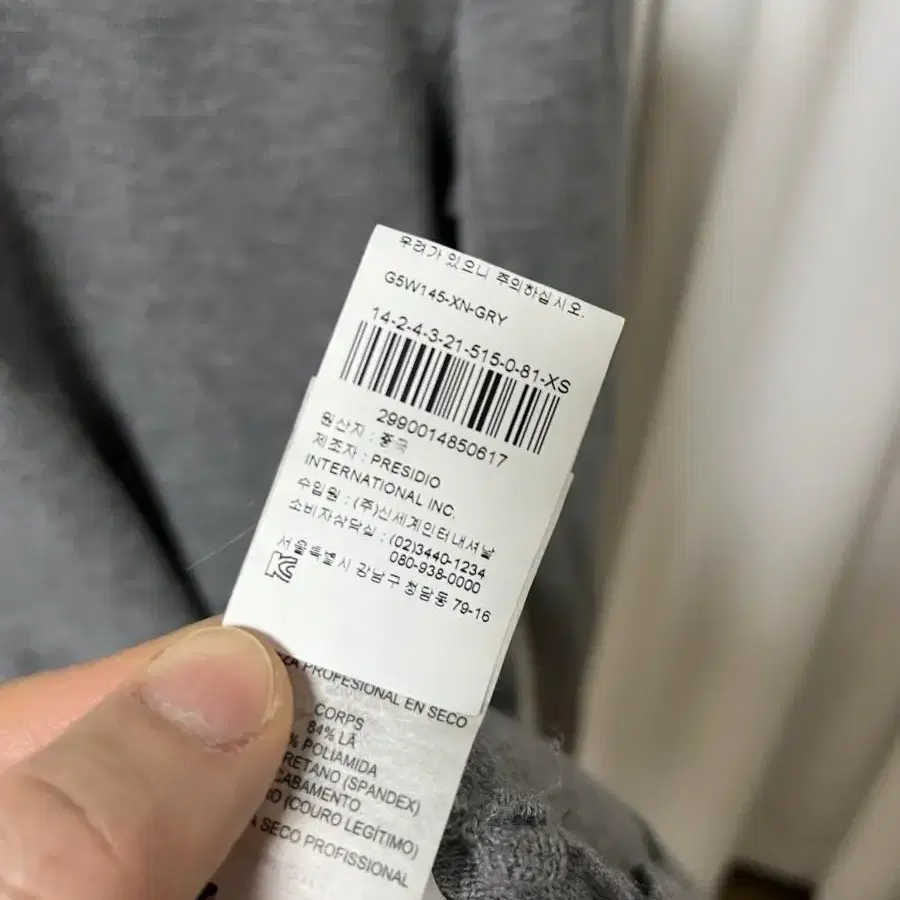 우려가 있으니 주의하십시오.
G5W145-XN-GRY
14-2-4-3-21-515-0-81-XS
2990014850617
원산지 : 중국
제조자 : PRESIDIO
INTERNATIONAL INC.
수입원 : (주)신세계인터내셔날
소비자상담실 : (02)3440-1234
080-938-0000
서울특별시 강남구 청담동 79-16
PROFESIONAL EN SECO
CORPS
84% LÃ
% POLIAMIDA
RETANO (SPANDEX)
CABAMENTO
(COURO LEGÍTIMO)
A SECO PROFISSIONAL